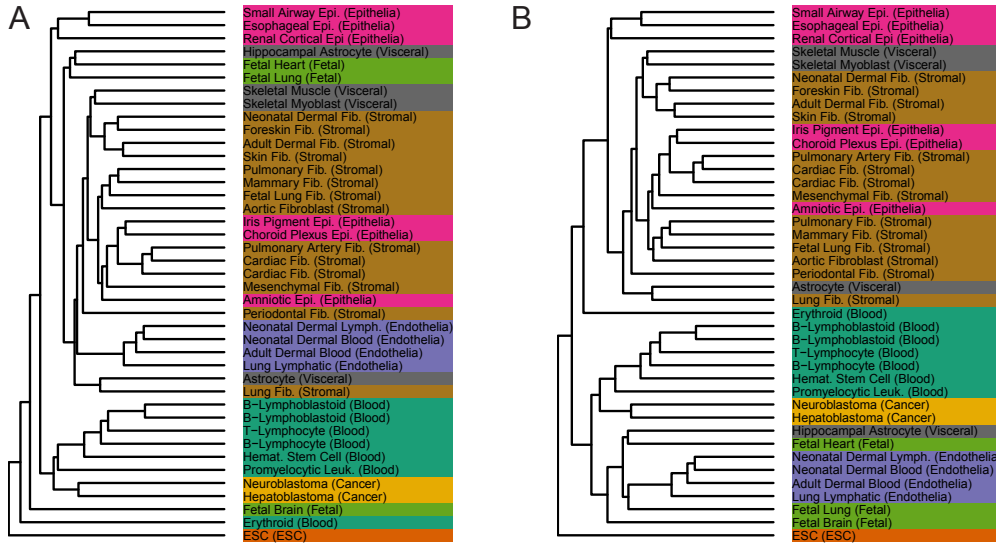 A
Small Airway Epi. (Epithelia)
Esophageal Epi. (Epithelia)
Renal Cortical Epi (Epithelia)
Hippocampal Astrocyte (Visceral)
Fetal Heart (Fetal)
Fetal Lung (Fetal)
Skeletal Muscle (Visceral)
Skeletal Myoblast (Visceral)
Neonatal Dermal Fib. (Stromal)
Foreskin Fib. (Stromal)
Adult Dermal Fib. (Stromal)
Skin Fib. (Stromal)
Pulmonary Fib. (Stromal)
Mammary Fib. (Stromal)
Fetal Lung Fib. (Stromal)
Aortic Fibroblast (Stromal)
Iris Pigment Epi. (Epithelia)
Choroid Plexus Epi. (Epithelia)
Pulmonary Artery Fib. (Stromal)
Cardiac Fib. (Stromal)
Cardiac Fib. (Stromal)
Mesenchymal Fib. (Stromal)
Amniotic Epi. (Epithelia)
Periodontal Fib. (Stromal)
Neonatal Dermal Lymph. (Endothelia)
Neonatal Dermal Blood (Endothelia)
Adult Dermal Blood (Endothelia)
Lung Lymphatic (Endothelia)
Astrocyte (Visceral)
Lung Fib. (Stromal)
B−Lymphoblastoid (Blood)
B−Lymphoblastoid (Blood)
T−Lymphocyte (Blood)
B−Lymphocyte (Blood)
Hemat. Stem Cell (Blood)
Promyelocytic Leuk. (Blood)
Neuroblastoma (Cancer)
Hepatoblastoma (Cancer)
Fetal Brain (Fetal)
Erythroid (Blood)
ESC (ESC)
B
Small Airway Epi. (Epithelia)
Esophageal Epi. (Epithelia)
Renal Cortical Epi (Epithelia)
Skeletal Muscle (Visceral)
Skeletal Myoblast (Visceral)
Neonatal Dermal Fib. (Stromal)
Foreskin Fib. (Stromal)
Adult Dermal Fib. (Stromal)
Skin Fib. (Stromal)
Iris Pigment Epi. (Epithelia)
Choroid Plexus Epi. (Epithelia)
Pulmonary Artery Fib. (Stromal)
Cardiac Fib. (Stromal)
Cardiac Fib. (Stromal)
Mesenchymal Fib. (Stromal)
Amniotic Epi. (Epithelia)
Pulmonary Fib. (Stromal)
Mammary Fib. (Stromal)
Fetal Lung Fib. (Stromal)
Aortic Fibroblast (Stromal)
Periodontal Fib. (Stromal)
Astrocyte (Visceral)
Lung Fib. (Stromal)
Erythroid (Blood)
B−Lymphoblastoid (Blood)
B−Lymphoblastoid (Blood)
T−Lymphocyte (Blood)
B−Lymphocyte (Blood)
Hemat. Stem Cell (Blood)
Promyelocytic Leuk. (Blood)
Neuroblastoma (Cancer)
Hepatoblastoma (Cancer)
Hippocampal Astrocyte (Visceral)
Fetal Heart (Fetal)
Neonatal Dermal Lymph. (Endothelia
Neonatal Dermal Blood (Endothelia)
Adult Dermal Blood (Endothelia)
Lung Lymphatic (Endothelia)
Fetal Lung (Fetal)
Fetal Brain (Fetal)
ESC (ESC)